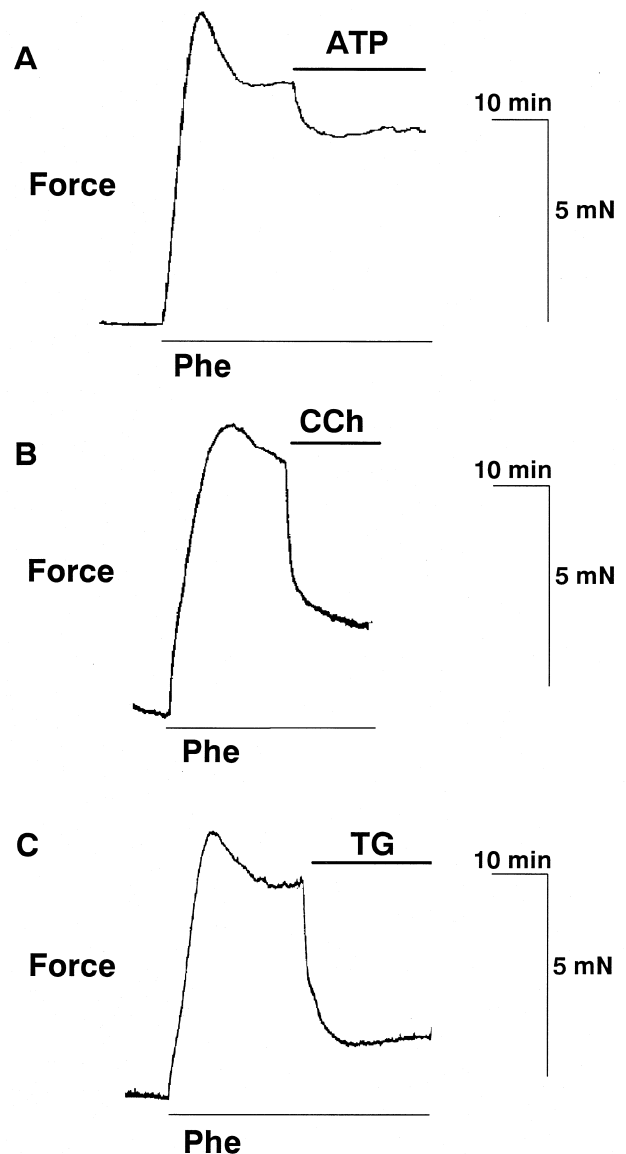 A
ATP
10 min
Force
5 mN
Phe
B
CCh
10 min
Force
5 mN
Phe
C
TG
10 min
Force
5 mN
Phe